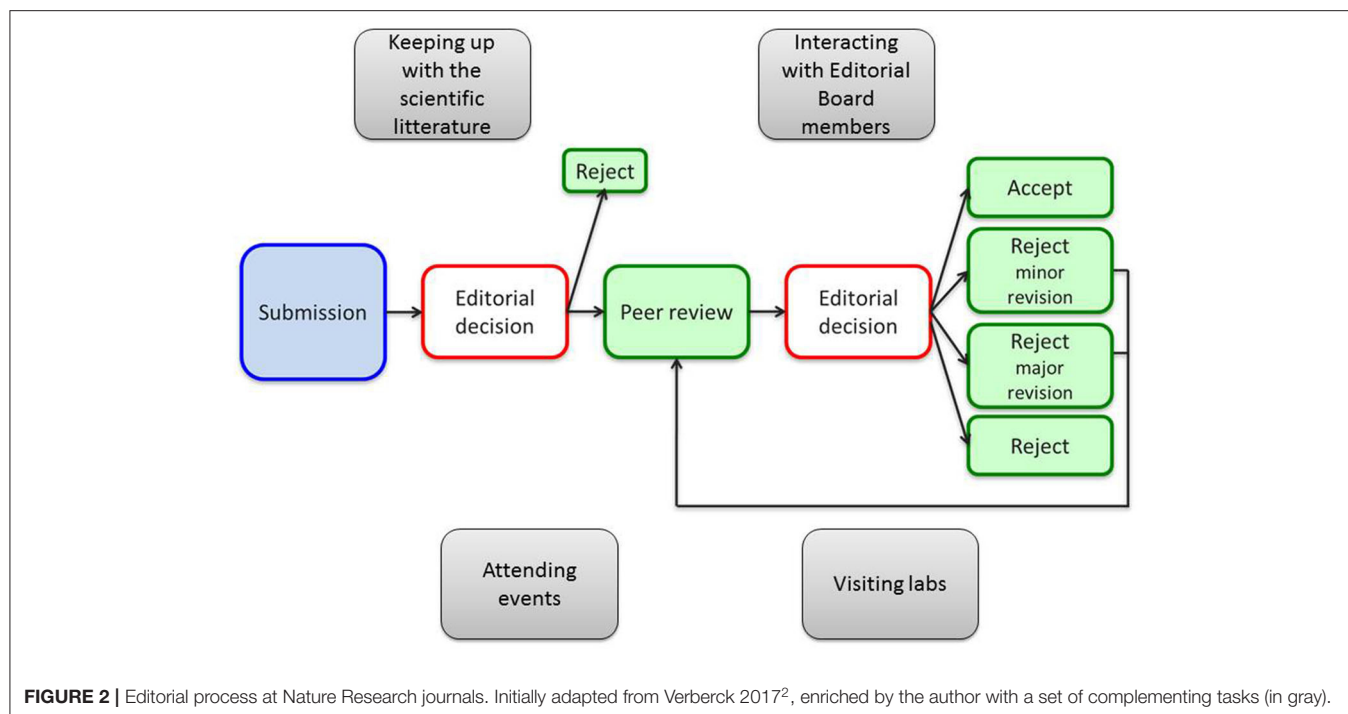 Keeping up
with the
scientific
litterature
Interacting
with Editorial
Board
members
Reject
Submission
Editorial
decision
Peer review
Editorial
decision
Accept
Reject
minor
revision
Reject
major
revision
Reject
Attending
events
Visiting labs
FIGURE 2 | Editorial process at Nature Research journals. Initially adapted from Verberck 2017², enriched by the author with a set of complementing tasks (in gray).